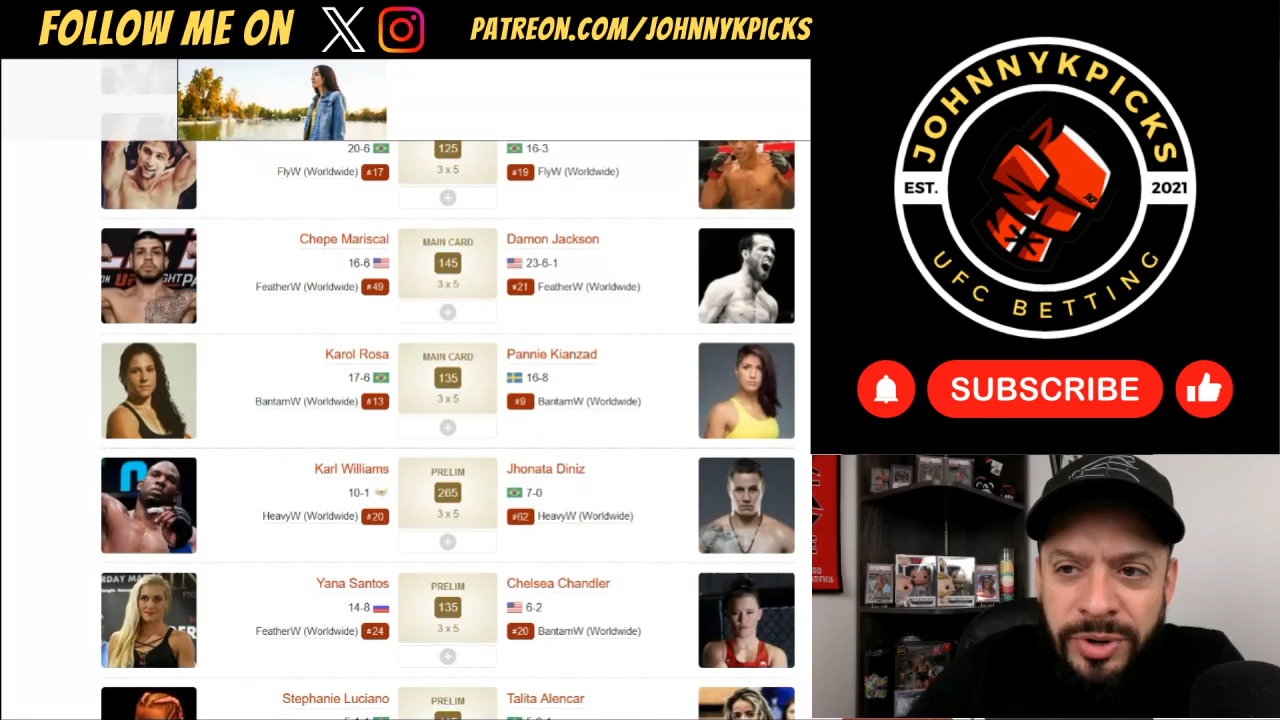 FOLLOW ME ON
PATREON.COM/JOHNNYKPICKS
20-6
125
16-3
FlyW (Worldwide) #17
3 x 5
#19 FlyW (Worldwide)
Chepe Mariscal
MAIN CARD
Damon Jackson
16-6
145
23-6-1
FeatherW (Worldwide) #49
3 x 5
#21 FeatherW (Worldwide)
Karol Rosa
MAIN CARD
Pannie Kianzad
17-6
135
16-8
BantamW (Worldwide) #13
3 x 5
#9 BantamW (Worldwide)
Karl Williams
PRELIM
Jhonata Diniz
10-1
265
7-0
HeavyW (Worldwide) #20
3 x 5
#62 HeavyW (Worldwide)
Yana Santos
PRELIM
Chelsea Chandler
14-8
135
6-2
FeatherW (Worldwide) #24
3 x 5
#20 BantamW (Worldwide)
Stephanie Luciano
PRELIM
Talita Alencar
JOHNNYKPICKS
EST.
2021
JKP
UFC BETTING
SUBSCRIBE